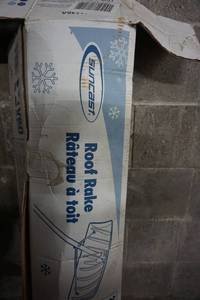 SUNCAST
Roof Rake
Râteau à toit